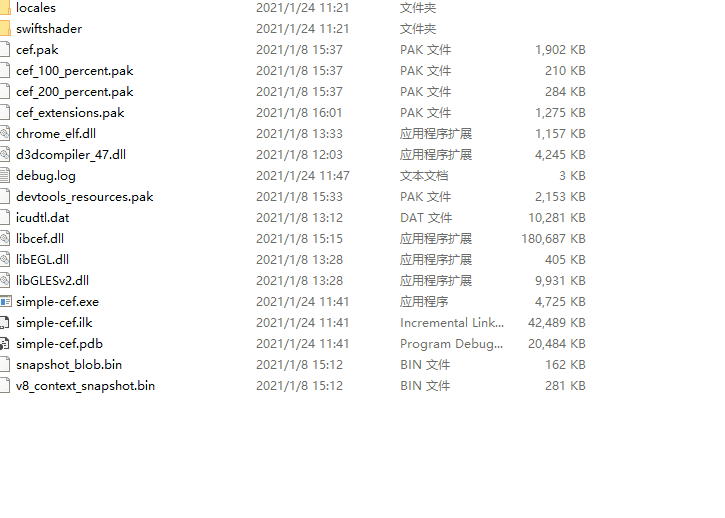 locales 2021/1/24 11:21 文件夹
swiftshader 2021/1/24 11:21 文件夹
cef.pak 2021/1/8 15:37 PAK 文件 1,902 KB
cef_100_percent.pak 2021/1/8 15:37 PAK 文件 210 KB
cef_200_percent.pak 2021/1/8 15:37 PAK 文件 284 KB
cef_extensions.pak 2021/1/8 16:01 PAK 文件 1,275 KB
chrome_elf.dll 2021/1/8 13:33 应用程序扩展 1,157 KB
d3dcompiler_47.dll 2021/1/8 12:03 应用程序扩展 4,245 KB
debug.log 2021/1/24 11:47 文本文档 3 KB
devtools_resources.pak 2021/1/8 15:33 PAK 文件 2,153 KB
icudtl.dat 2021/1/8 13:12 DAT 文件 10,281 KB
libcef.dll 2021/1/8 15:15 应用程序扩展 180,687 KB
libEGL.dll 2021/1/8 13:28 应用程序扩展 405 KB
libGLESv2.dll 2021/1/8 13:28 应用程序扩展 9,931 KB
simple-cef.exe 2021/1/24 11:41 应用程序 4,725 KB
simple-cef.ilk 2021/1/24 11:41 Incremental Link... 42,489 KB
simple-cef.pdb 2021/1/24 11:41 Program Debug... 20,484 KB
snapshot_blob.bin 2021/1/8 15:12 BIN 文件 162 KB
v8_context_snapshot.bin 2021/1/8 15:12 BIN 文件 281 KB